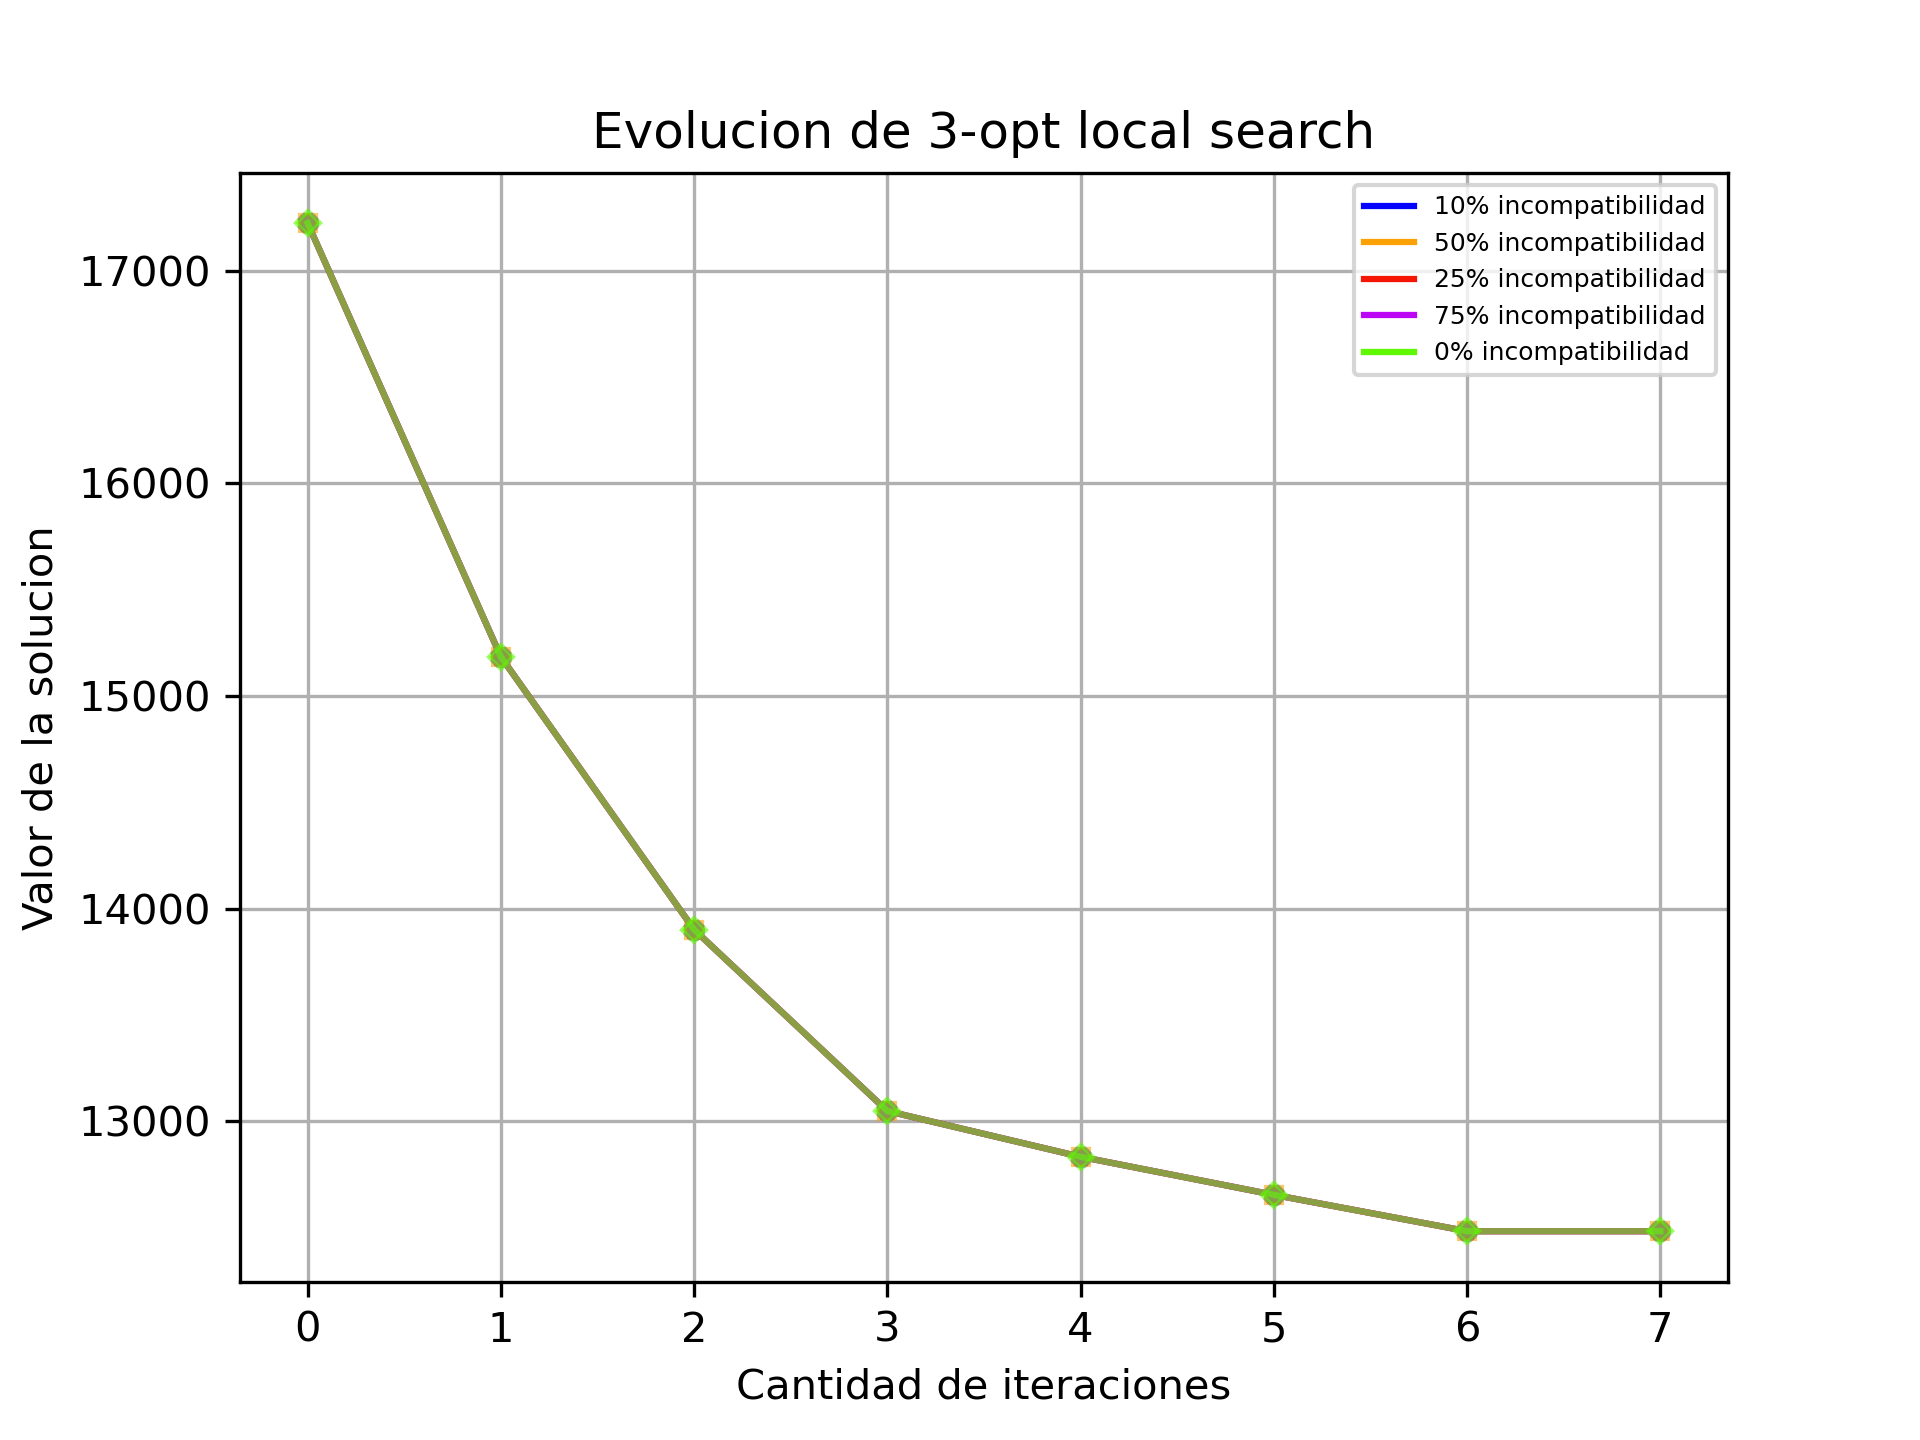 Evolucion de 3-opt local search
10% incompatibilidad
50% incompatibilidad
25% incompatibilidad
75% incompatibilidad
0% incompatibilidad
Valor de la solucion
17000
16000
15000
14000
13000
0 1 2 3 4 5 6 7
Cantidad de iteraciones